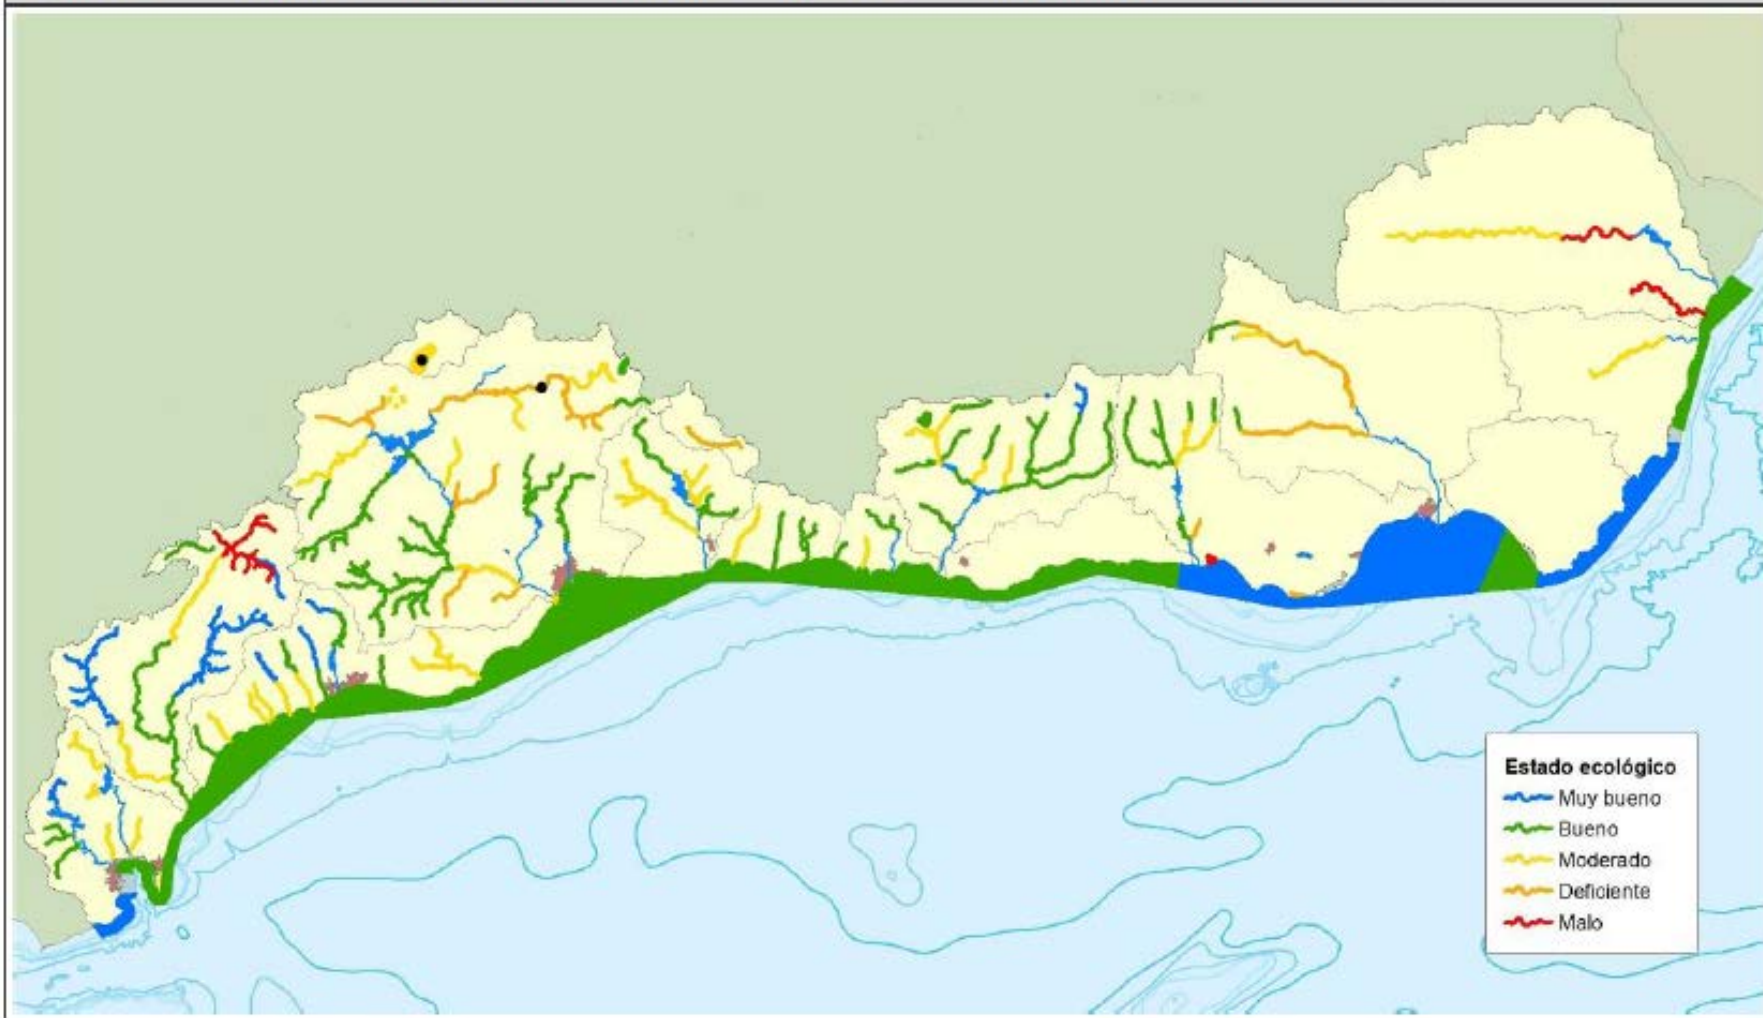 Estado ecológico
Muy bueno
Bueno
Moderado
Deficiente
Malo